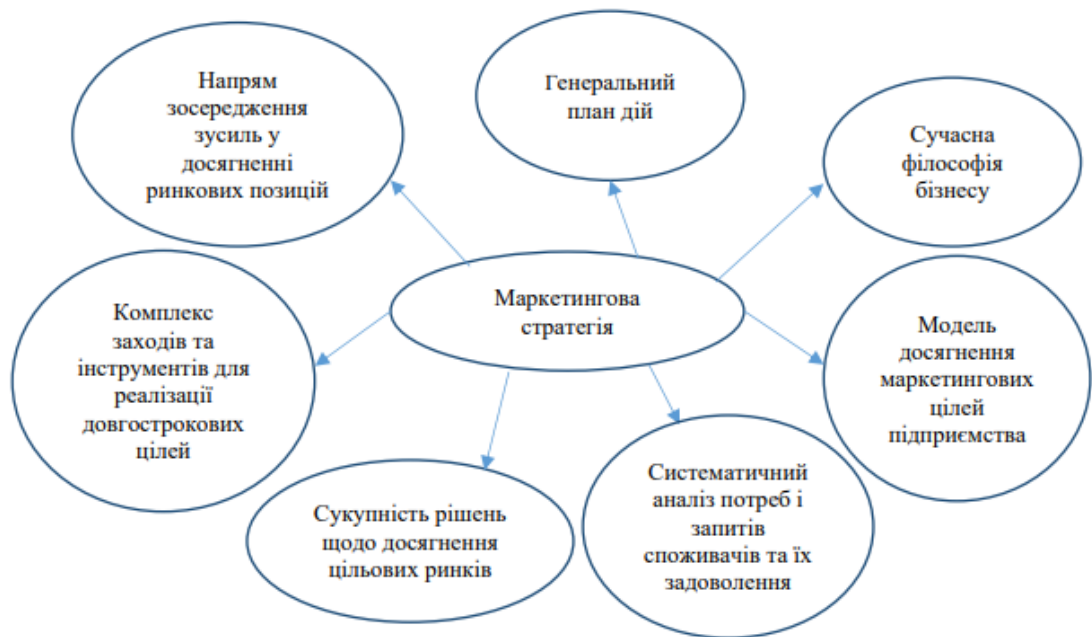 Напрям
зосередження
зусиль у
досягненні
ринкових позицій
Генеральний
план дій
Сучасна
філософія
бізнесу
Маркетингова
стратегія
Комплекс
заходів та
інструментів для
реалізації
довгострокових
цілей
Модель
досягнення
маркетингових
цілей
підприємства
Сукупність рішень
щодо досягнення
цільових ринків
Систематичний
аналіз потреб і
запитів
споживачів та їх
задоволення